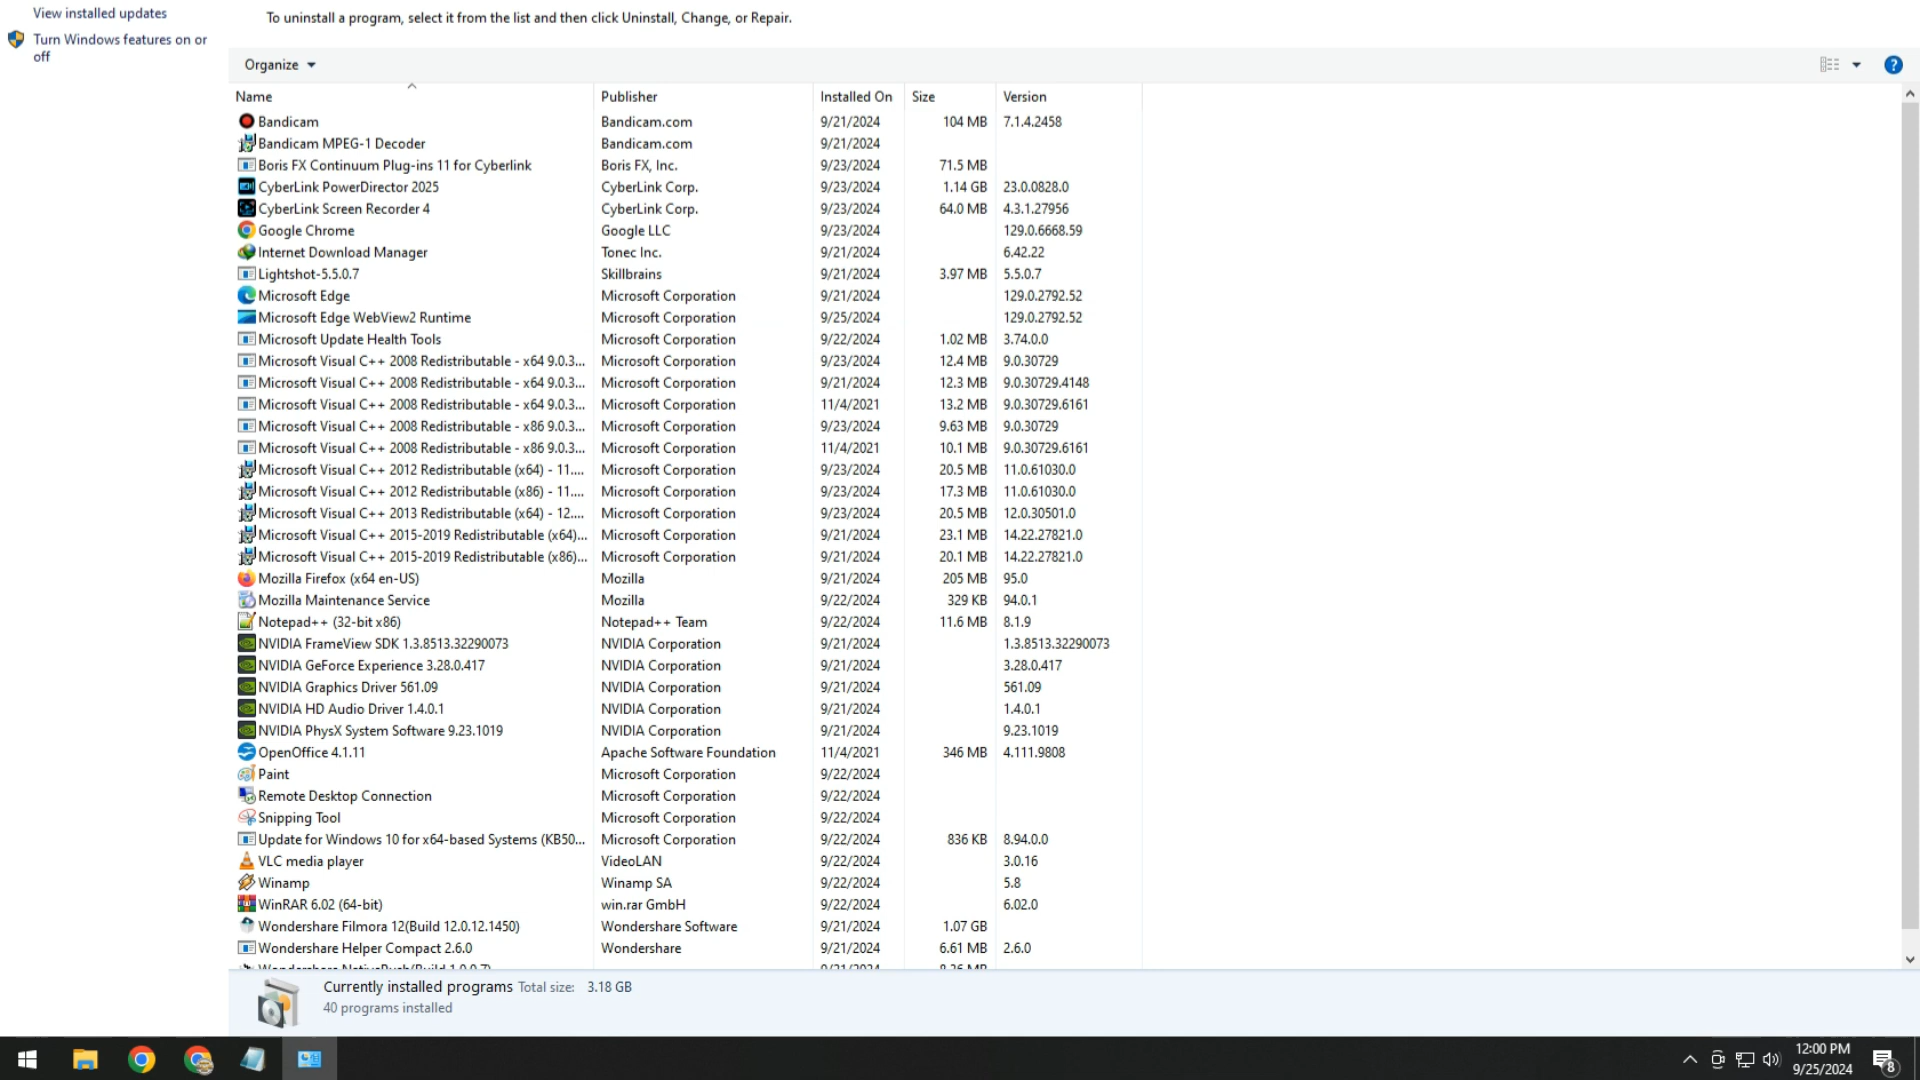 View installed updates
To uninstall a program, select it from the list and then click Uninstall, Change, or Repair.
Turn Windows features on or
off
Organize
Name Publisher Installed On Size Version
Bandicam Bandicam.com 9/21/2024 104 MB 7.1.4.2458
Bandicam MPEG-1 Decoder Bandicam.com 9/21/2024
Boris FX Continuum Plug-ins 11 for Cyberlink Boris FX, Inc. 9/23/2024 71.5 MB
CyberLink PowerDirector 2025 CyberLink Corp. 9/23/2024 1.14 GB 23.0.0828.0
CyberLink Screen Recorder 4 CyberLink Corp. 9/23/2024 64.0 MB 4.3.1.27956
Google Chrome Google LLC 9/23/2024 129.0.6668.59
Internet Download Manager Tonec Inc. 9/21/2024 6.42.22
Lightshot-5.5.0.7 Skillbrains 9/21/2024 3.97 MB 5.5.0.7
Microsoft Edge Microsoft Corporation 9/21/2024 129.0.2792.52
Microsoft Edge WebView2 Runtime Microsoft Corporation 9/25/2024 129.0.2792.52
Microsoft Update Health Tools Microsoft Corporation 9/22/2024 1.02 MB 3.74.0.0
Microsoft Visual C++ 2008 Redistributable - x64 9.0.3... Microsoft Corporation 9/23/2024 12.4 MB 9.0.30729
Microsoft Visual C++ 2008 Redistributable - x64 9.0.3... Microsoft Corporation 9/21/2024 12.3 MB 9.0.30729.4148
Microsoft Visual C++ 2008 Redistributable - x64 9.0.3... Microsoft Corporation 11/4/2021 13.2 MB 9.0.30729.6161
Microsoft Visual C++ 2008 Redistributable - x86 9.0.3... Microsoft Corporation 9/23/2024 9.63 MB 9.0.30729
Microsoft Visual C++ 2008 Redistributable - x86 9.0.3... Microsoft Corporation 11/4/2021 10.1 MB 9.0.30729.6161
Microsoft Visual C++ 2012 Redistributable (x64) - 11.... Microsoft Corporation 9/23/2024 20.5 MB 11.0.61030.0
Microsoft Visual C++ 2012 Redistributable (x86) - 11.... Microsoft Corporation 9/23/2024 17.3 MB 11.0.61030.0
Microsoft Visual C++ 2013 Redistributable (x64) - 12.... Microsoft Corporation 9/23/2024 20.5 MB 12.0.30501.0
Microsoft Visual C++ 2015-2019 Redistributable (x64)... Microsoft Corporation 9/21/2024 23.1 MB 14.22.27821.0
Microsoft Visual C++ 2015-2019 Redistributable (x86)... Microsoft Corporation 9/21/2024 20.1 MB 14.22.27821.0
Mozilla Firefox (x64 en-US) Mozilla 9/21/2024 205 MB 95.0
Mozilla Maintenance Service Mozilla 9/22/2024 329 KB 94.0.1
Notepad++ (32-bit x86) Notepad++ Team 9/22/2024 11.6 MB 8.1.9
NVIDIA FrameView SDK 1.3.8513.32290073 NVIDIA Corporation 9/21/2024 1.3.8513.32290073
NVIDIA GeForce Experience 3.28.0.417 NVIDIA Corporation 9/21/2024 3.28.0.417
NVIDIA Graphics Driver 561.09 NVIDIA Corporation 9/21/2024 561.09
NVIDIA HD Audio Driver 1.4.0.1 NVIDIA Corporation 9/21/2024 1.4.0.1
NVIDIA PhysX System Software 9.23.1019 NVIDIA Corporation 9/21/2024 9.23.1019
OpenOffice 4.1.11 Apache Software Foundation 11/4/2021 346 MB 4.111.9808
Paint Microsoft Corporation 9/22/2024
Remote Desktop Connection Microsoft Corporation 9/22/2024
Snipping Tool Microsoft Corporation 9/22/2024
Update for Windows 10 for x64-based Systems (KB50... Microsoft Corporation 9/22/2024 836 KB 8.94.0.0
VLC media player VideoLAN 9/22/2024 3.0.16
Winamp Winamp SA 9/22/2024 5.8
WinRAR 6.02 (64-bit) win.rar GmbH 9/22/2024 6.02.0
Wondershare Filmora 12(Build 12.0.12.1450) Wondershare Software 9/21/2024 1.07 GB
Wondershare Helper Compact 2.6.0 Wondershare 9/21/2024 6.61 MB 2.6.0
Wondershare NativePush(Build 1.0.0.7) 9/21/2024
Currently installed programs Total size: 3.18 GB
40 programs installed
12:00 PM
9/25/2024
8